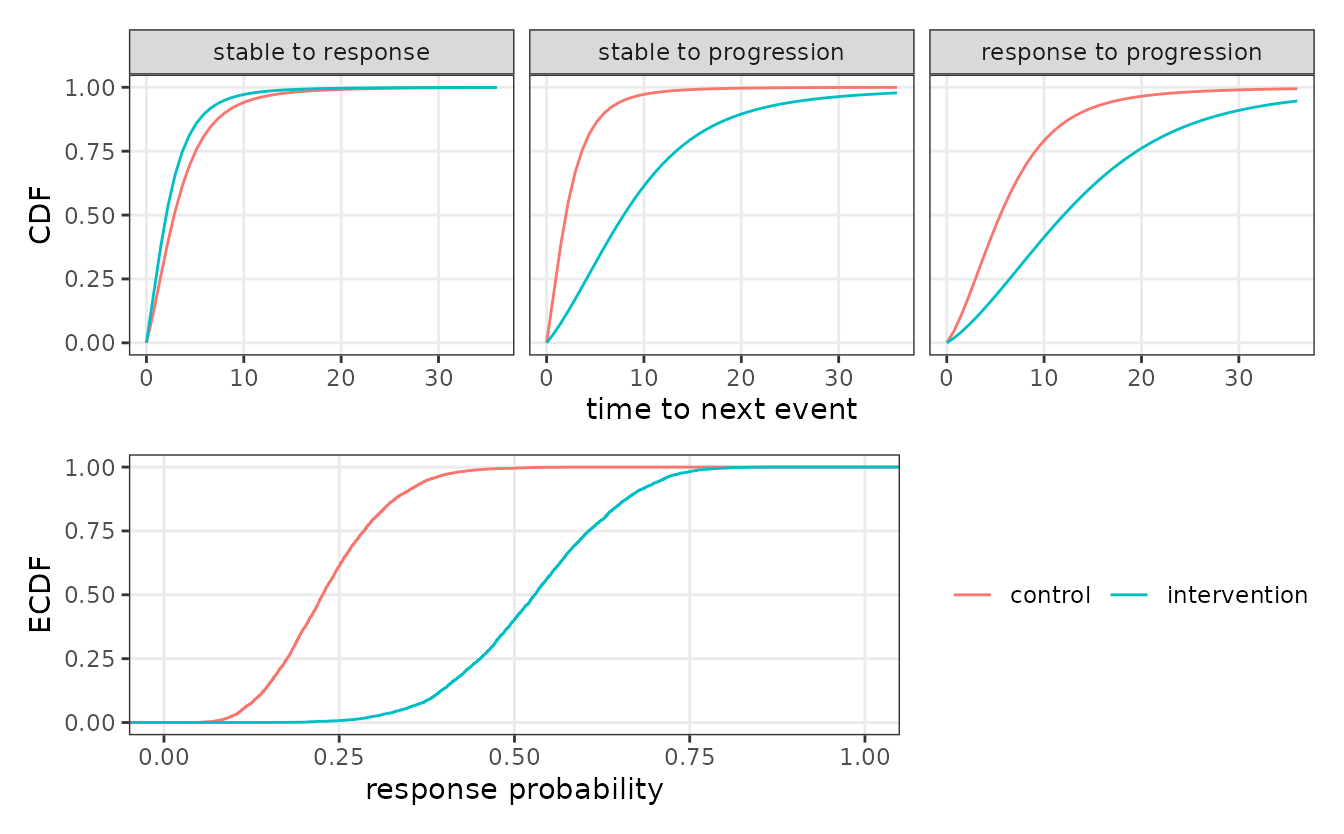 stable to response stable to progression response to progression
CDF
1.00
0.75
0.50
0.25
0.00
0 10 20 30 0 10 20 30 0 10 20 30
time to next event
ECDF
1.00
0.75
0.50
0.25
0.00
0.00 0.25 0.50 0.75 1.00
response probability
control intervention